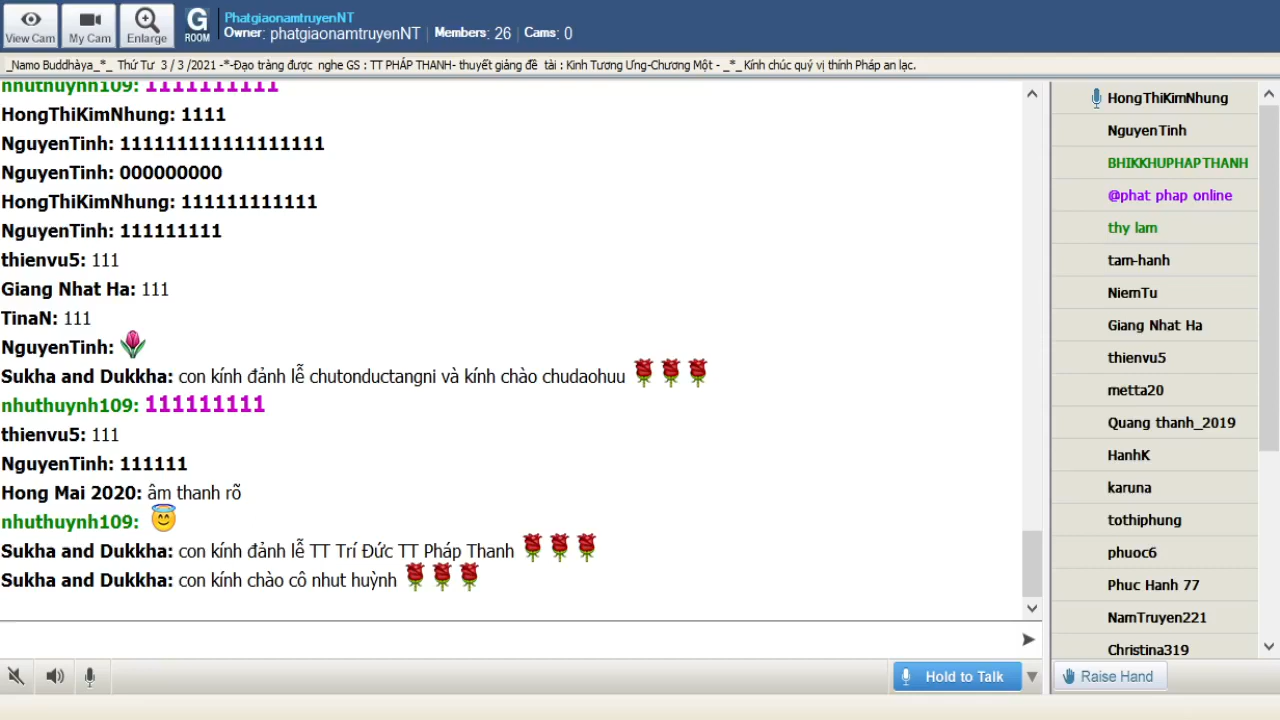 View Cam
My Cam
Enlarge
G
ROOM
PhatgiaonamtruyenNT
Owner: phatgiaonamtruyenNT | Members: 26 | Cams: 0
_Namo Buddhàya_*_ Thứ Tư 3 / 3 /2021 -*-Đạo tràng được nghe GS : TT PHÁP THANH- thuyết giảng đề tài : Kinh Tương Ưng-Chương Một - _*_ Kính chúc quý vị thính Pháp an lạc.
nhuthuynh109: 11111111111
HongThiKimNhung: 1111
NguyenTinh: 111111111111111111
NguyenTinh: 000000000
HongThiKimNhung: 111111111111
NguyenTinh: 111111111
thienvu5: 111
Giang Nhat Ha: 111
TinaN: 111
NguyenTinh:
Sukha and Dukkha: con kính đảnh lễ chutonductangni và kính chào chudaohuu
nhuthuynh109: 111111111
thienvu5: 111
NguyenTinh: 111111
Hong Mai 2020: âm thanh rõ
nhuthuynh109:
Sukha and Dukkha: con kính đảnh lễ TT Trí Đức TT Pháp Thanh
Sukha and Dukkha: con kính chào cô nhut huỳnh
HongThiKimNhung
NguyenTinh
BHIKKHUPHAPTHANH
@phat phap online
thy lam
tam-hanh
NiemTu
Giang Nhat Ha
thienvu5
metta20
Quang thanh_2019
HanhK
karuna
tothiphung
phuoc6
Phuc Hanh 77
NamTruyen221
Christina319
Hold to Talk
Raise Hand